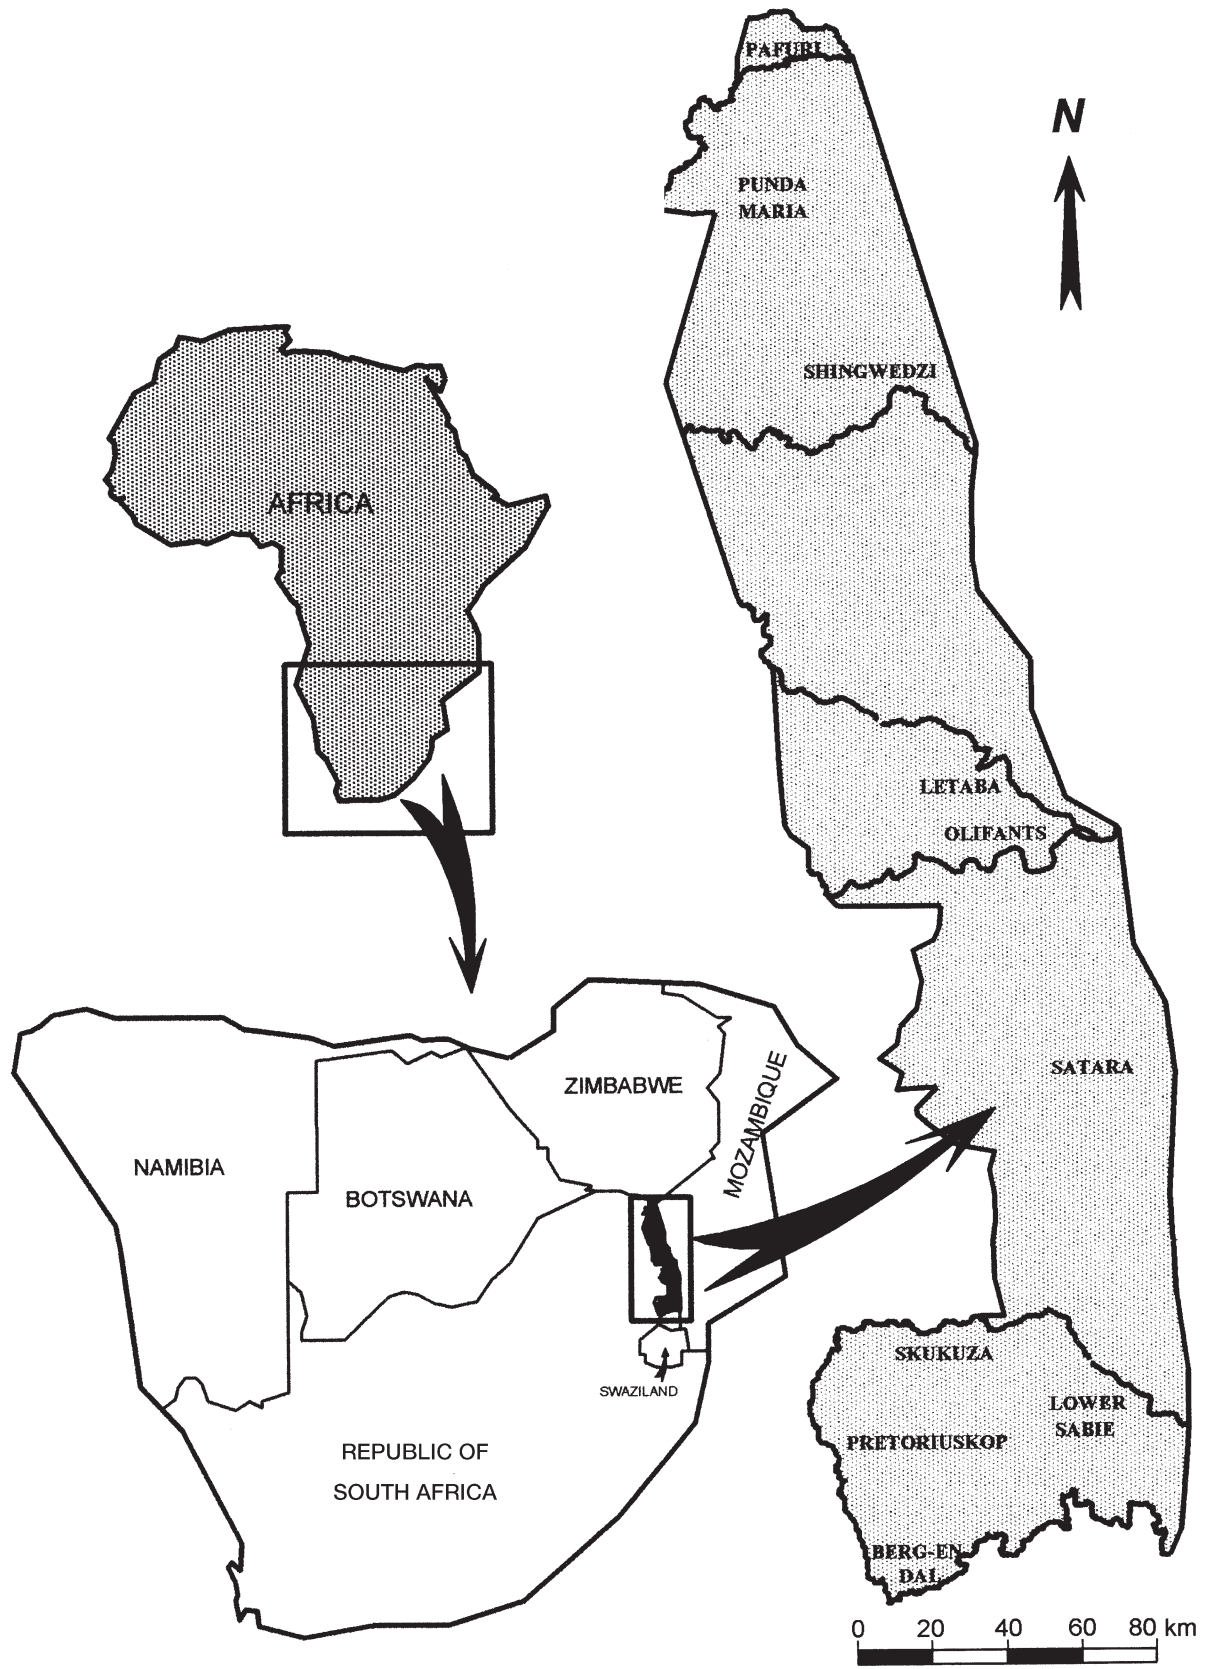 PAFURI
N
PUNDA
MARIA
SHINGWEDZI
AFRICA
LETABA
OLIFANTS
SATARA
ZIMBABWE
MOZAMBIQUE
NAMIBIA
BOTSWANA
SWAZILAND
SKUKUZA
LOWER
SABIE
PRETORIUSKOP
REPUBLIC OF
SOUTH AFRICA
BERG-EN
DAL
0 20 40 60 80 km